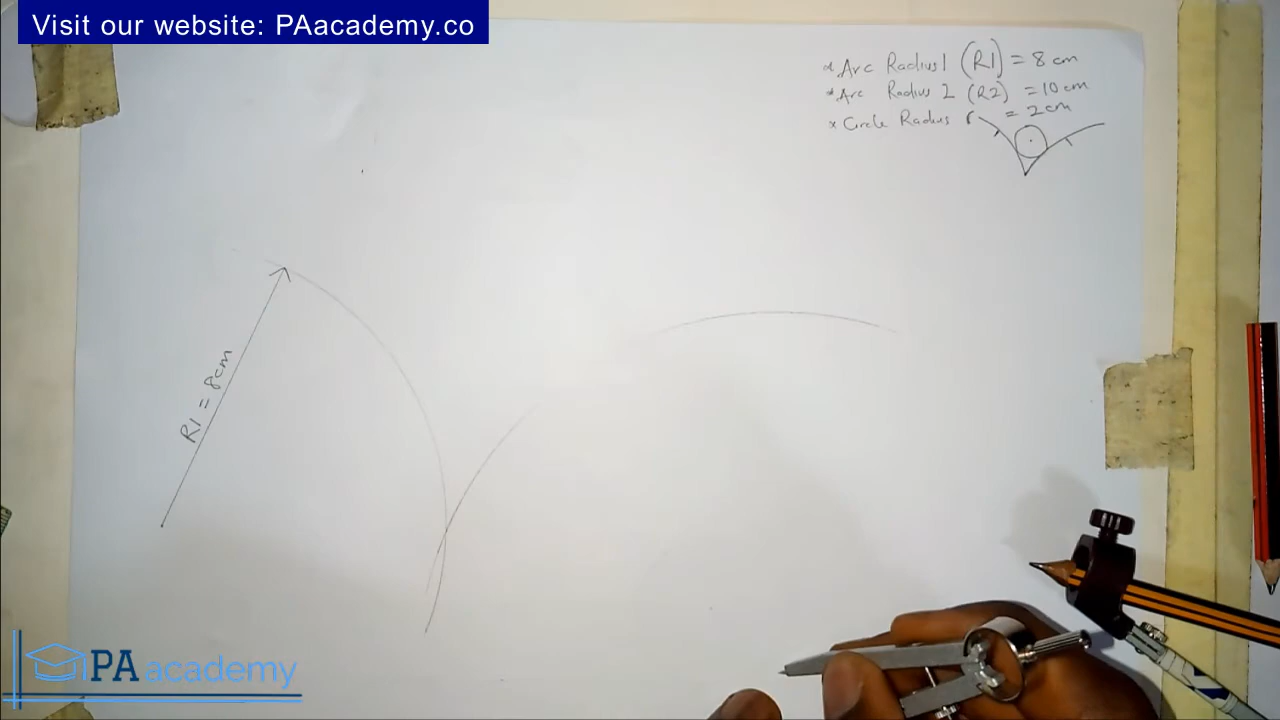 Visit our website: PAacademy.co
* Arc Radius 1 (R1) = 8 cm
* Arc Radius 2 (R2) = 10 cm
* Circle Radius r = 2 cm
R1 = 8cm
PA academy